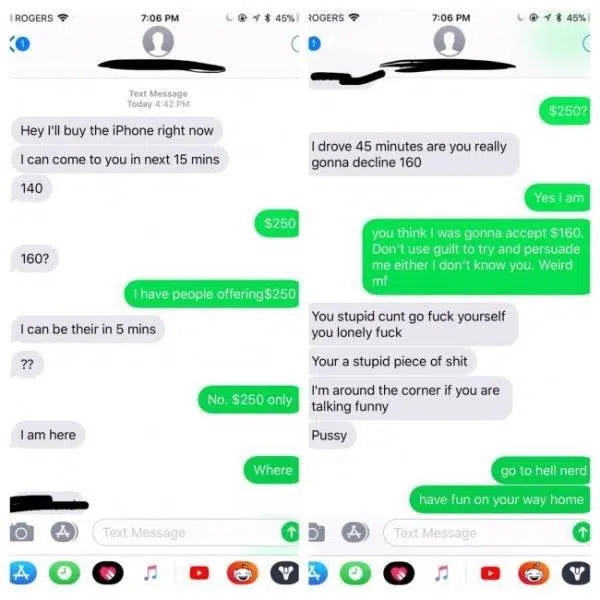 ROGERS 7:06 PM 45%
1
Text Message
Today 4:42 PM
Hey I'll buy the iPhone right now
I can come to you in next 15 mins
140
$250
160?
I have people offering$250
I can be their in 5 mins
??
No. $250 only
I am here
Where
Text Message
ROGERS 7:06 PM 45%
1
$250?
I drove 45 minutes are you really
gonna decline 160
Yes i am
you think I was gonna accept $160.
Don't use guilt to try and persuade
me either I don't know you. Weird
mf
You stupid cunt go fuck yourself
you lonely fuck
Your a stupid piece of shit
I'm around the corner if you are
talking funny
Pussy
go to hell nerd
have fun on your way home
Text Message